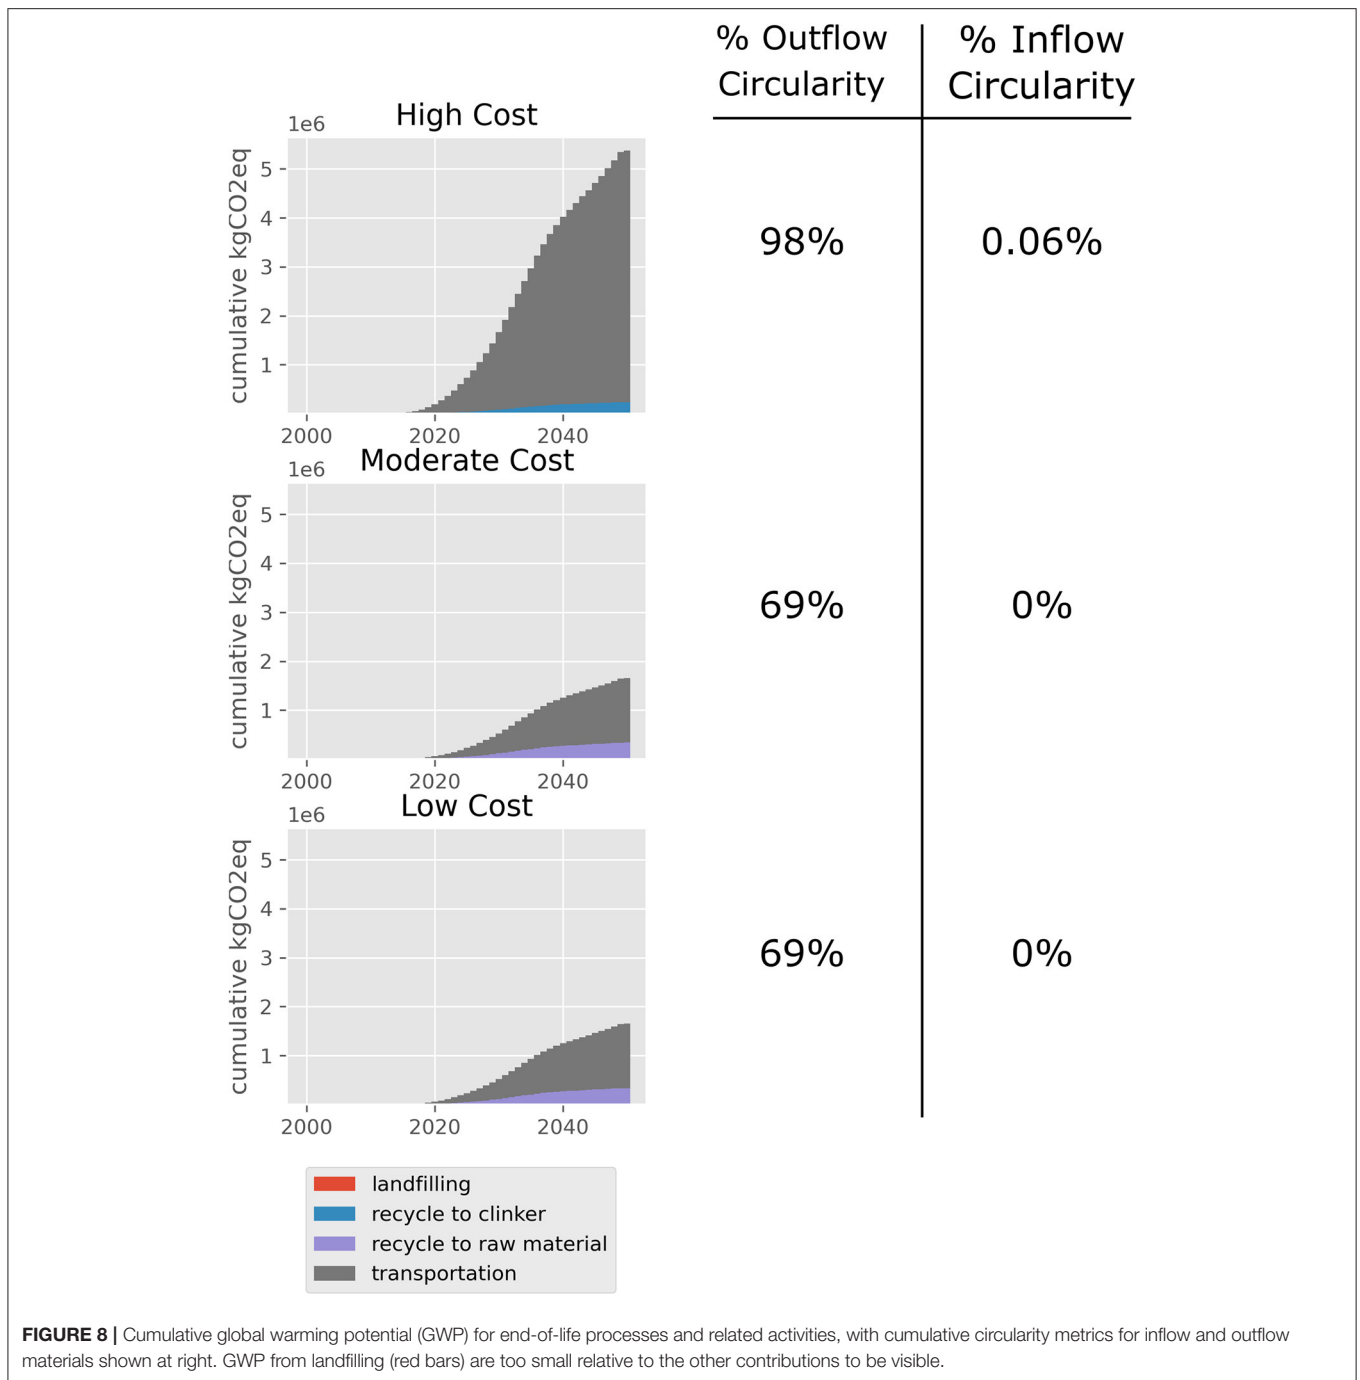 % Outflow
Circularity
% Inflow
Circularity
High Cost
1e6
cumulative kgCO2eq
5
4
3
2
1
2000 2020 2040
98%
0.06%
Moderate Cost
1e6
cumulative kgCO2eq
5
4
3
2
1
2000 2020 2040
69%
0%
Low Cost
1e6
cumulative kgCO2eq
5
4
3
2
1
2000 2020 2040
69%
0%
landfilling
recycle to clinker
recycle to raw material
transportation
FIGURE 8 | Cumulative global warming potential (GWP) for end-of-life processes and related activities, with cumulative circularity metrics for inflow and outflow
materials shown at right. GWP from landfilling (red bars) are too small relative to the other contributions to be visible.